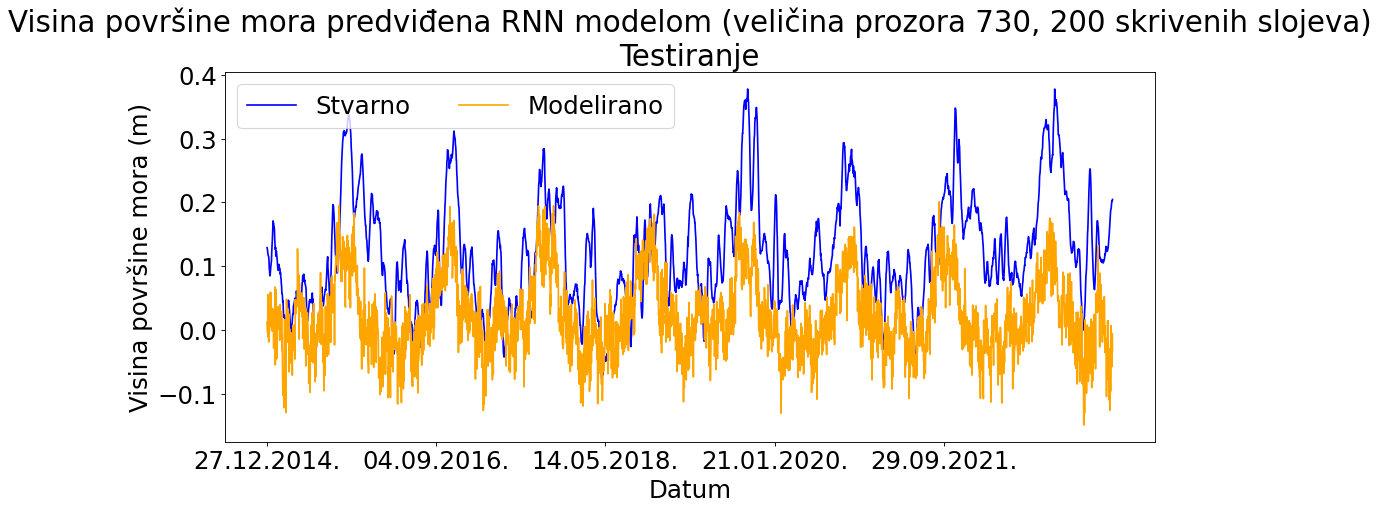 Visina površine mora predviđena RNN modelom (veličina prozora 730, 200 skrivenih slojeva)
Testiranje
Stvarno Modelirano
Visina površine mora (m)
0.4
0.3
0.2
0.1
0.0
−0.1
27.12.2014. 04.09.2016. 14.05.2018. 21.01.2020. 29.09.2021.
Datum